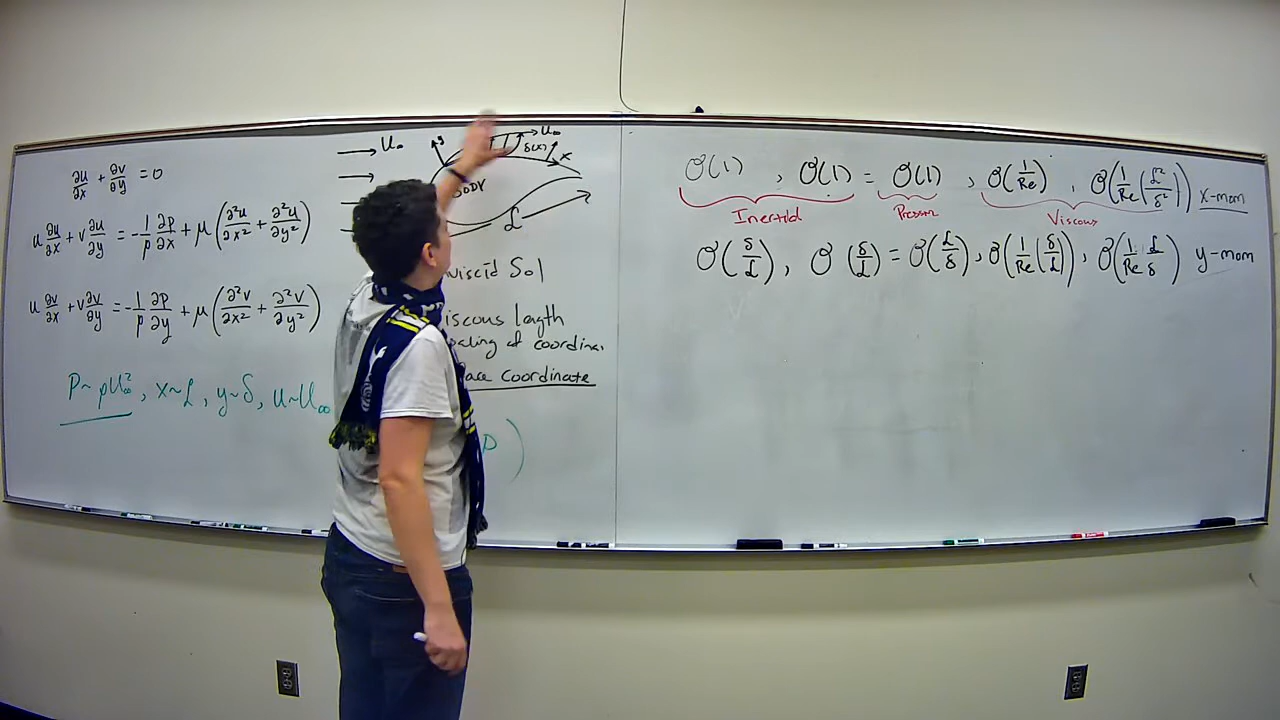 ∂u/∂x + ∂v/∂y = 0
u ∂u/∂x + v ∂u/∂y = -1/ρ ∂p/∂x + μ(∂²u/∂x² + ∂²u/∂y²)
u ∂v/∂x + v ∂v/∂y = -1/ρ ∂p/∂y + μ(∂²v/∂x² + ∂²v/∂y²)
P~ρU∞², x~L, y~δ, u~U∞
U∞
y
U∞
δ(x)
x
BODY
L
viscid Sol
iscous length
caling of coordina
face Coordinate
)
O(1), O(1) = O(1), O(1/Re), O(1/Re(L²/δ²)) x-mom
Inertial
Pressure
Viscous
O(δ/L), O(δ/L) = O(L/δ), O(1/Re(δ/L)), O(1/Re L/δ) y-mom